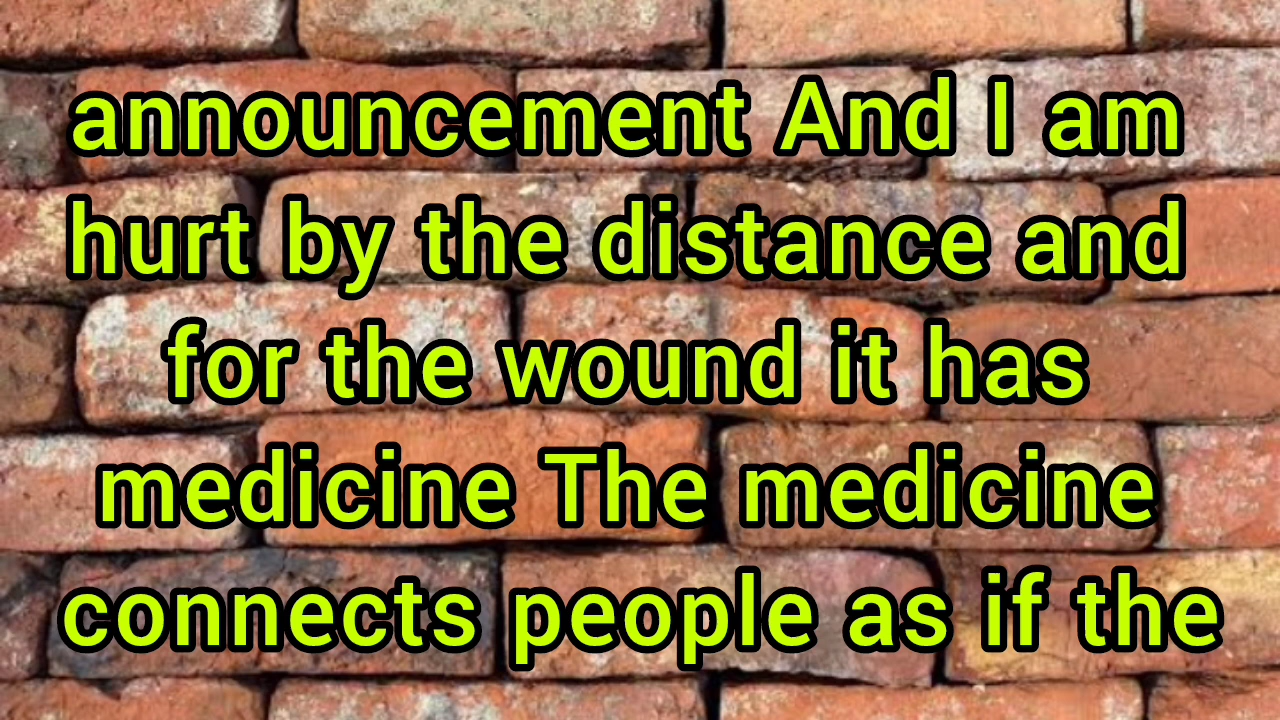 announcement And I am
hurt by the distance and
for the wound it has
medicine The medicine
connects people as if the